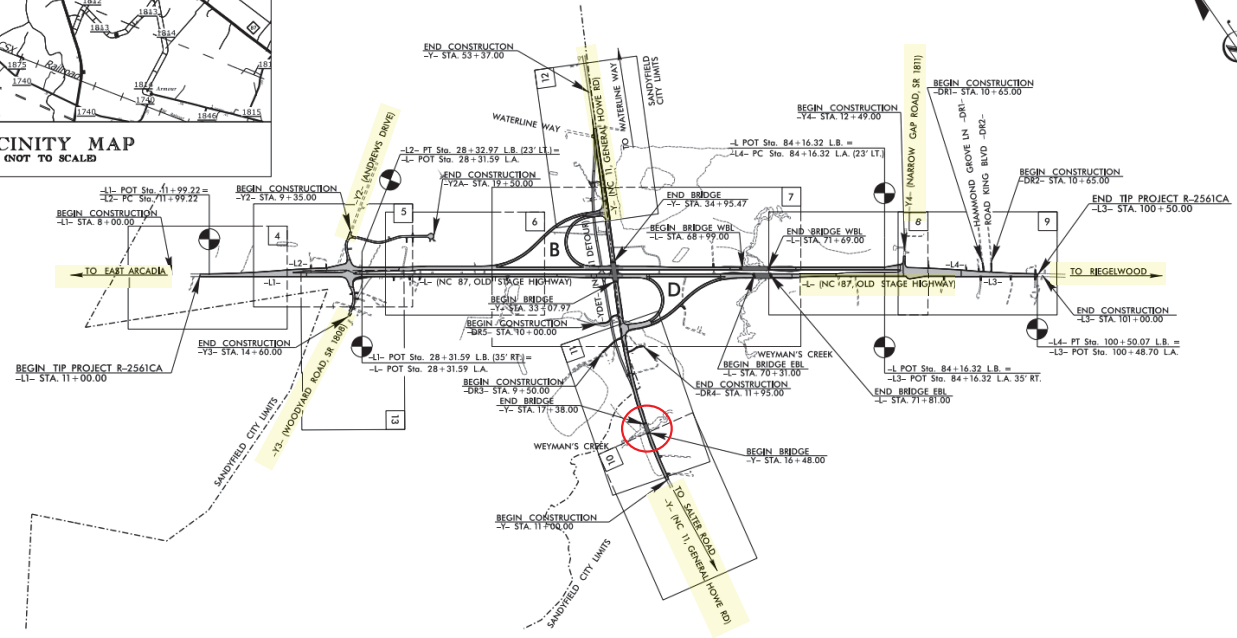 1812
1813
1813
1814
CSX
Railroad
1875
1740
1814
Armour
1740
1740
1846
1815
CINITY MAP
(NOT TO SCALE)
END CONSTRUCTON
-Y- STA. 53+37.00
12
-Y- (NC 11, GENERAL HOWE RD)
TO WATERLINE WAY
SANDYFIELD
CITY LIMITS
WATERLINE WAY
BEGIN CONSTRUCTION
-DR1- STA. 10+65.00
BEGIN CONSTRUCTION
-Y4- STA. 12+49.00
-Y4- (NARROW GAP ROAD, SR 1811)
HAMMOND GROVE LN -DR1-
ROAD KING BLVD -DR2-
-Y2- (ANDREWS DRIVE)
-L2- PT Sta. 28+32.97 L.B. (23' LT.)=
-L- POT Sta. 28+31.59 L.A.
-L POT Sta. 84+16.32 L.B. =
-L4- PC Sta. 84+16.32 L.A. (23' LT.)
BEGIN CONSTRUCTION
-DR2- STA. 10+65.00
END CONSTRUCTION
-Y2A- STA. 19+50.00
-L1- POT Sta. 11+99.22=
-L2- PC Sta. 11+99.22
BEGIN CONSTRUCTION
-Y2- STA. 9+35.00
END BRIDGE
-Y- STA. 34+95.47
7
END TIP PROJECT R-2561CA
-L3- STA. 100+50.00
BEGIN CONSTRUCTION
-L1- STA. 8+00.00
4
5
6
BEGIN BRIDGE WBL
-L- STA. 68+99.00
END BRIDGE WBL
-L- STA. 71+69.00
8
9
B
TO EAST ARCADIA
-L2-
-L1-
-L- (NC 87, OLD STAGE HIGHWAY)
D
-L- (NC 87, OLD STAGE HIGHWAY)
-L4-
-L3-
TO RIEGELWOOD
BEGIN BRIDGE
-Y- STA. 33+07.97
BEGIN CONSTRUCTION
-DR5- STA. 10+00.00
END CONSTRUCTION
-L3- STA. 101+00.00
END CONSTRUCTION
-Y3- STA. 14+60.00
-Y3- (WOODYARD ROAD, SR 1808)
-L1- POT Sta. 28+31.59 L.B. (35' RT.)=
-L- POT Sta. 28+31.59 L.A.
11
WEYMAN'S CREEK
BEGIN BRIDGE EBL
-L- STA. 70+31.00
-L4- PT Sta. 100+50.07 L.B. =
-L3- POT Sta. 100+48.70 L.A.
BEGIN TIP PROJECT R-2561CA
-L1- STA. 11+00.00
-L POT Sta. 84+16.32 L.B. =
-L3- POT Sta. 84+16.32 L.A. 35' RT.
BEGIN CONSTRUCTION
-DR3- STA. 9+50.00
END CONSTRUCTION
-DR4- STA. 11+95.00
END BRIDGE EBL
-L- STA. 71+81.00
END BRIDGE
-Y- STA. 17+38.00
13
SANDYFIELD CITY LIMITS
WEYMAN'S CREEK
10
BEGIN BRIDGE
-Y- STA. 16+48.00
BEGIN CONSTRUCTION
-Y- STA. 11+00.00
TO SALTER ROAD
-Y- (NC 11, GENERAL HOWE RD)
SANDYFIELD CITY LIMITS